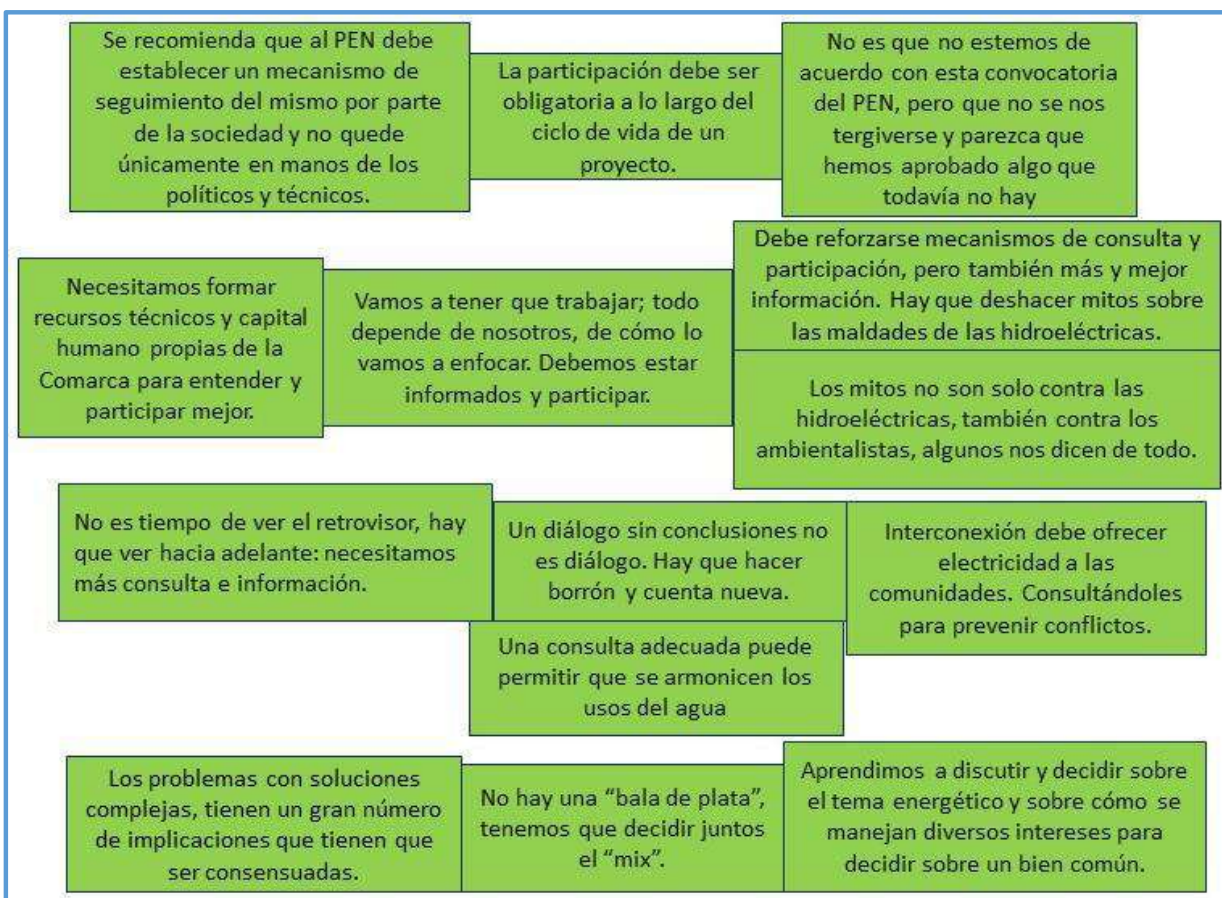 Se recomienda que al PEN debe
establecer un mecanismo de
seguimiento del mismo por parte
de la sociedad y no quede
únicamente en manos de los
políticos y técnicos.
La participación debe ser
obligatoria a lo largo del
ciclo de vida de un
proyecto.
No es que no estemos de
acuerdo con esta convocatoria
del PEN, pero que no se nos
tergiverse y parezca que
hemos aprobado algo que
todavía no hay
Necesitamos formar
recursos técnicos y capital
humano propias de la
Comarca para entender y
participar mejor.
Vamos a tener que trabajar; todo
depende de nosotros, de cómo lo
vamos a enfocar. Debemos estar
informados y participar.
Debe reforzarse mecanismos de consulta y
participación, pero también más y mejor
información. Hay que deshacer mitos sobre
las maldades de las hidroeléctricas.
Los mitos no son solo contra las
hidroeléctricas, también contra los
ambientalistas, algunos nos dicen de todo.
No es tiempo de ver el retrovisor, hay
que ver hacia adelante: necesitamos
más consulta e información.
Un diálogo sin conclusiones no
es diálogo. Hay que hacer
borrón y cuenta nueva.
Interconexión debe ofrecer
electricidad a las
comunidades. Consultándoles
para prevenir conflictos.
Una consulta adecuada puede
permitir que se armonicen los
usos del agua
Los problemas con soluciones
complejas, tienen un gran número
de implicaciones que tienen que
ser consensuadas.
No hay una “bala de plata”,
tenemos que decidir juntos
el “mix”.
Aprendimos a discutir y decidir sobre
el tema energético y sobre cómo se
manejan diversos intereses para
decidir sobre un bien común.